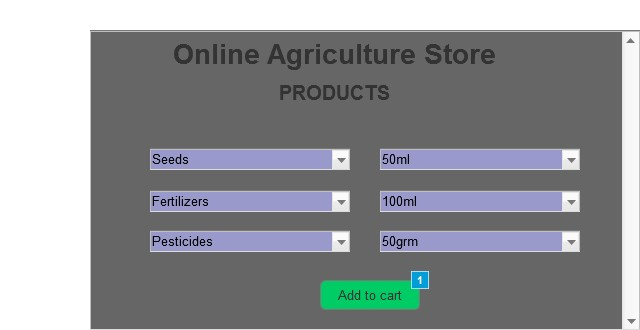 Online Agriculture Store
PRODUCTS
Seeds 50ml
Fertilizers 100ml
Pesticides 50grm
Add to cart 1